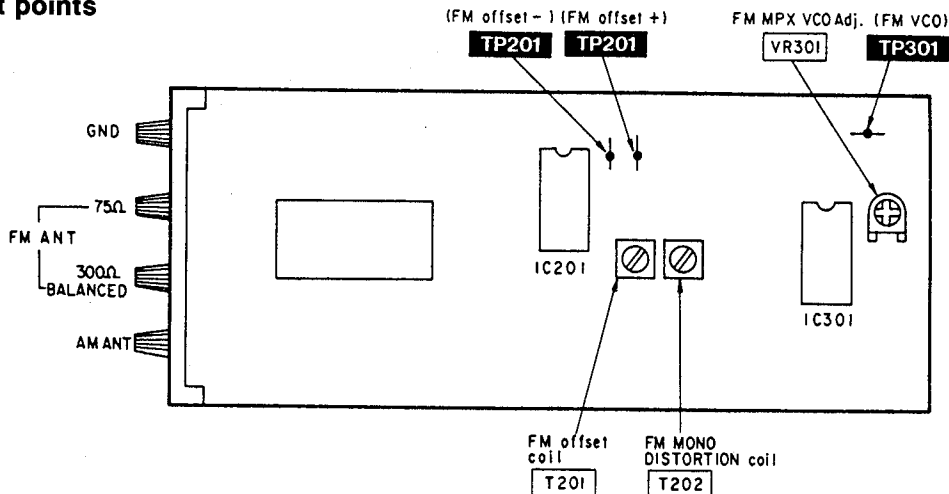 t points
(FM offset - ) (FM offset +)
TP201 TP201
FM MPX VCO Adj. (FM VCO)
VR301 TP301
GND
75Ω
FM ANT
300Ω
BALANCED
AM ANT
IC201
IC301
FM offset
coil
T201
FM MONO
DISTORTION coil
T202